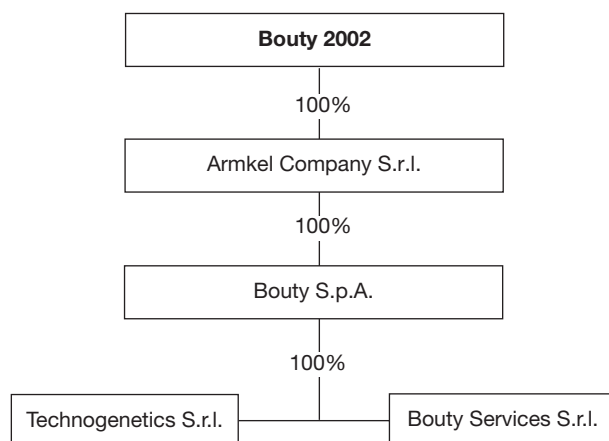 Bouty 2002
100%
Armkel Company S.r.l.
100%
Bouty S.p.A.
100%
Technogenetics S.r.l.
Bouty Services S.r.l.